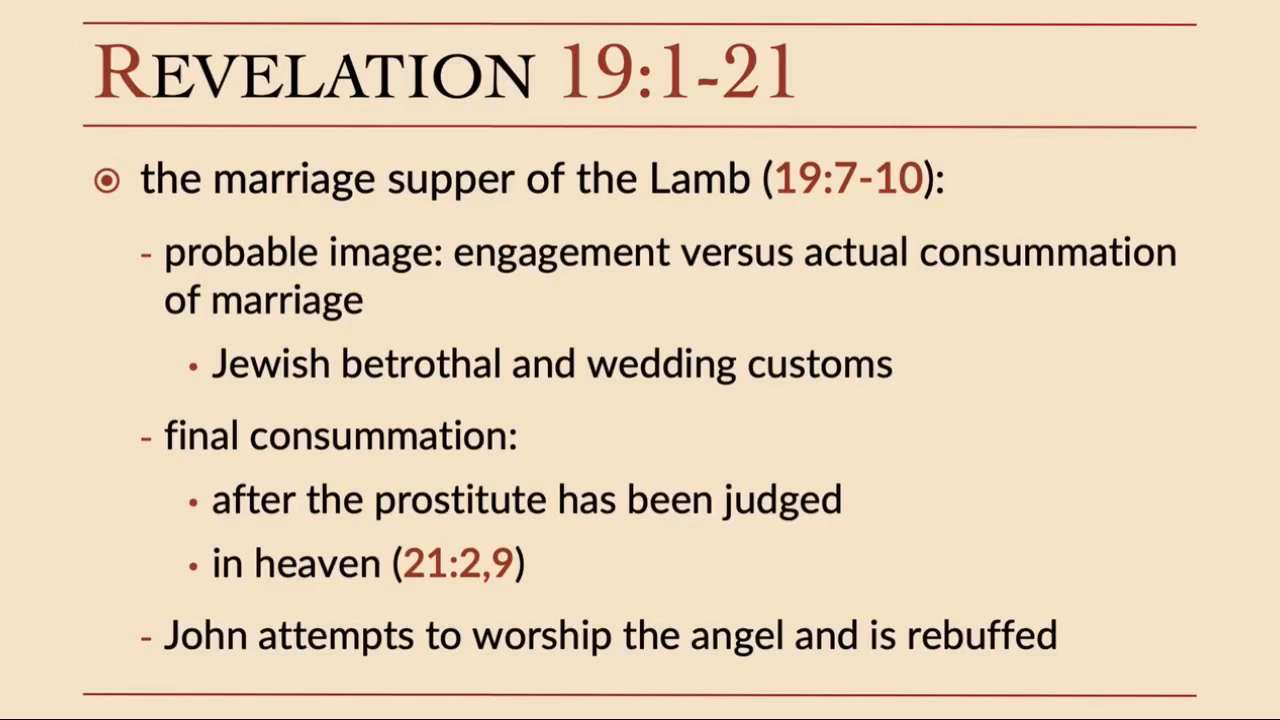 REVELATION 19:1-21
the marriage supper of the Lamb (19:7-10):
- probable image: engagement versus actual consummation
of marriage
• Jewish betrothal and wedding customs
- final consummation:
• after the prostitute has been judged
• in heaven (21:2,9)
- John attempts to worship the angel and is rebuffed